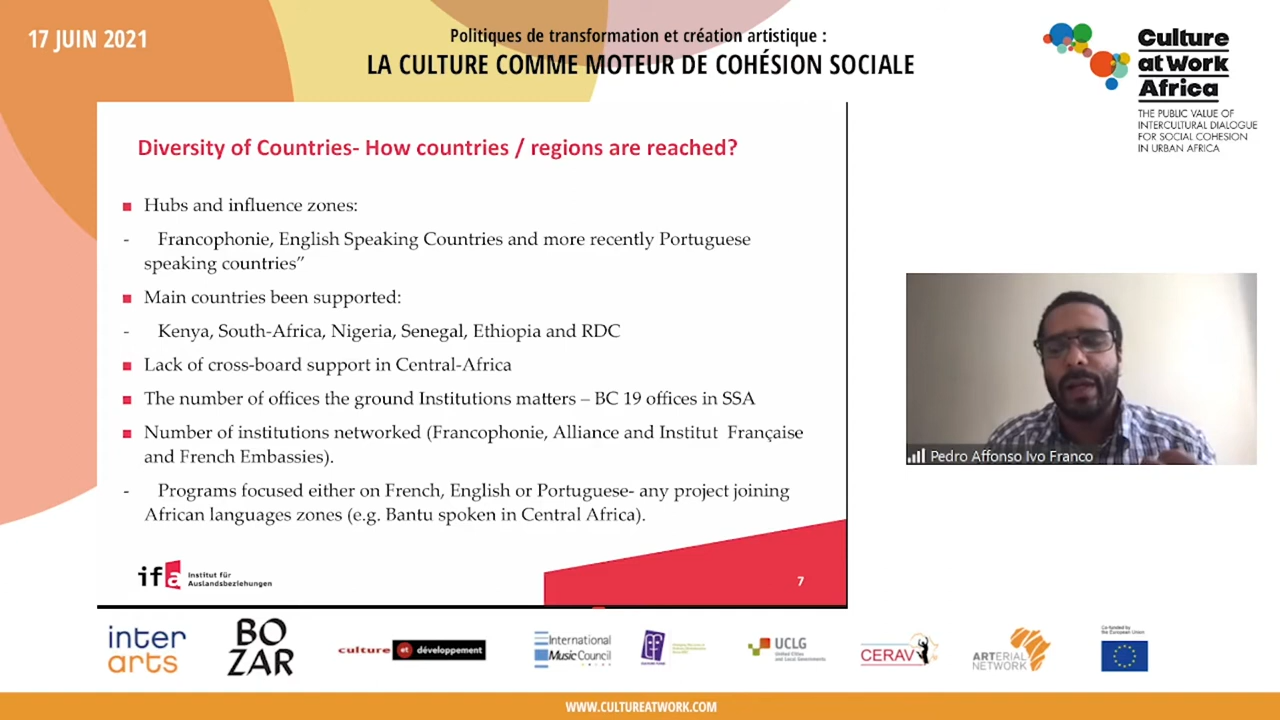 17 JUIN 2021
Politiques de transformation et création artistique :
LA CULTURE COMME MOTEUR DE COHÉSION SOCIALE
Culture
at Work
Africa
THE PUBLIC VALUE OF
INTERCULTURAL DIALOGUE
FOR SOCIAL COHESION
IN URBAN AFRICA
Diversity of Countries- How countries / regions are reached?
Hubs and influence zones:
- Francophonie, English Speaking Countries and more recently Portuguese
speaking countries”
Main countries been supported:
- Kenya, South-Africa, Nigeria, Senegal, Ethiopia and RDC
Lack of cross-board support in Central-Africa
The number of offices the ground Institutions matters – BC 19 offices in SSA
Number of institutions networked (Francophonie, Alliance and Institut Française
and French Embassies).
- Programs focused either on French, English or Portuguese- any project joining
African languages zones (e.g. Bantu spoken in Central Africa).
ifa Institut für
Auslandsbeziehungen
7
Pedro Affonso Ivo Franco
inter
arts
BO
ZAR
culture et développement
International
Music Council
UCLG
United Cities
and Local Governments
CERAV
ARTERIAL
NETWORK
Co-funded by
the European Union
WWW.CULTUREATWORK.COM